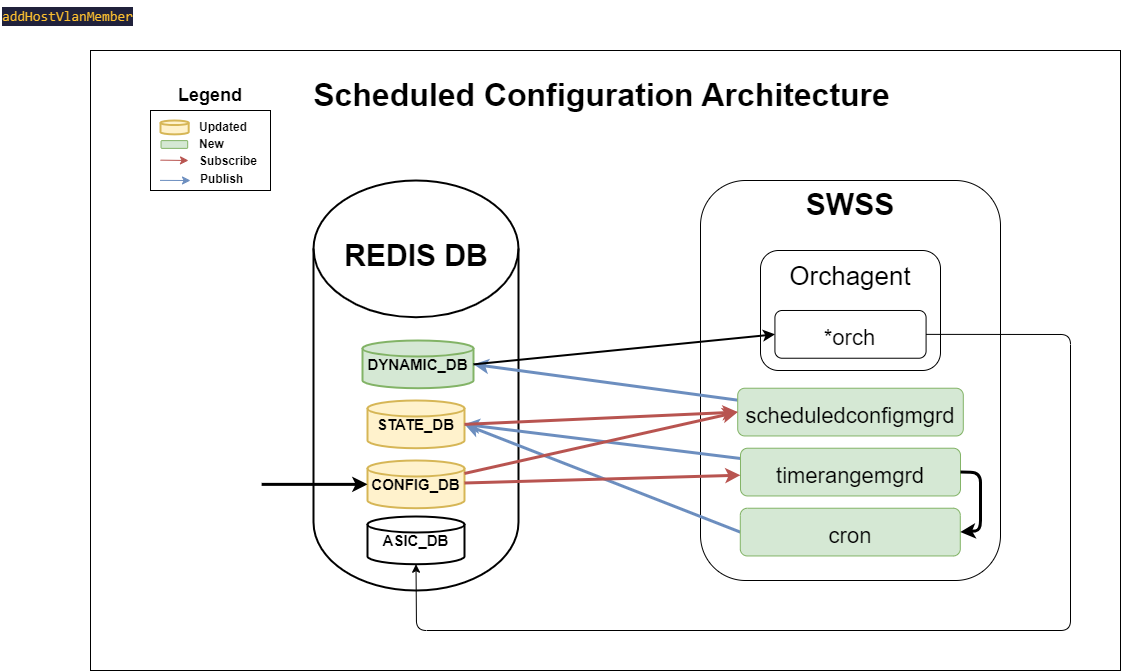 addHostVlanMember
Scheduled Configuration Architecture
Legend
Updated
New
Subscribe
Publish
REDIS DB
DYNAMIC_DB
STATE_DB
CONFIG_DB
ASIC_DB
SWSS
Orchagent
*orch
scheduledconfigmgrd
timerangemgrd
cron